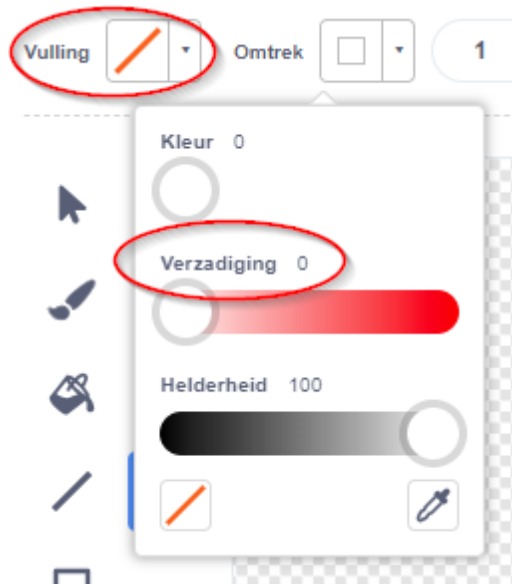 Vulling Omtrek 1
Kleur 0
Verzadiging 0
Helderheid 100